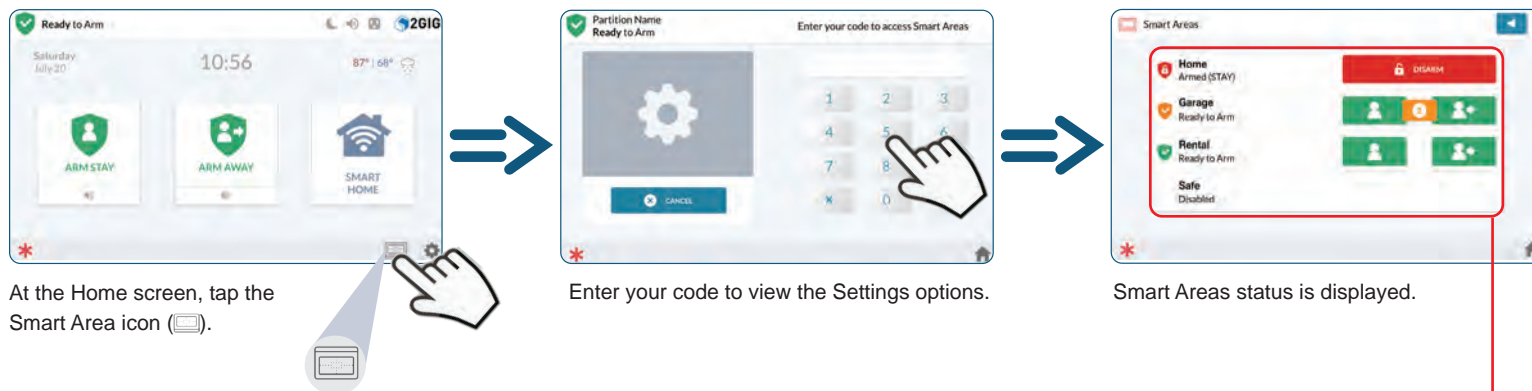 Ready to Arm
2GIG
Saturday
July 20
10:56
87° | 68°
ARM STAY
ARM AWAY
SMART
HOME
At the Home screen, tap the
Smart Area icon ( ).
Partition Name
Ready to Arm
Enter your code to access Smart Areas
1 2 3
4 5 6
7 8
* 0
CANCEL
Enter your code to view the Settings options.
Smart Areas
Home
Armed (STAY)
DISARM
Garage
Ready to Arm
3
Rental
Ready to Arm
Safe
Disabled
Smart Areas status is displayed.